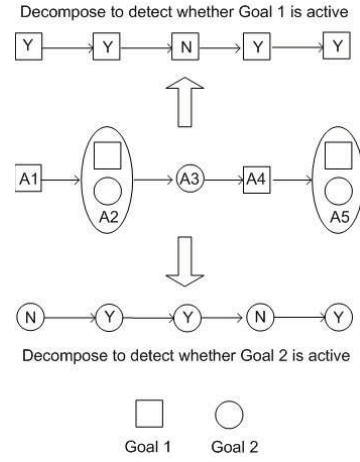 Decompose to detect whether Goal 1 is active
Y Y N Y Y
A1 A2 A3 A4 A5
N Y Y N Y
Decompose to detect whether Goal 2 is active
Goal 1 Goal 2